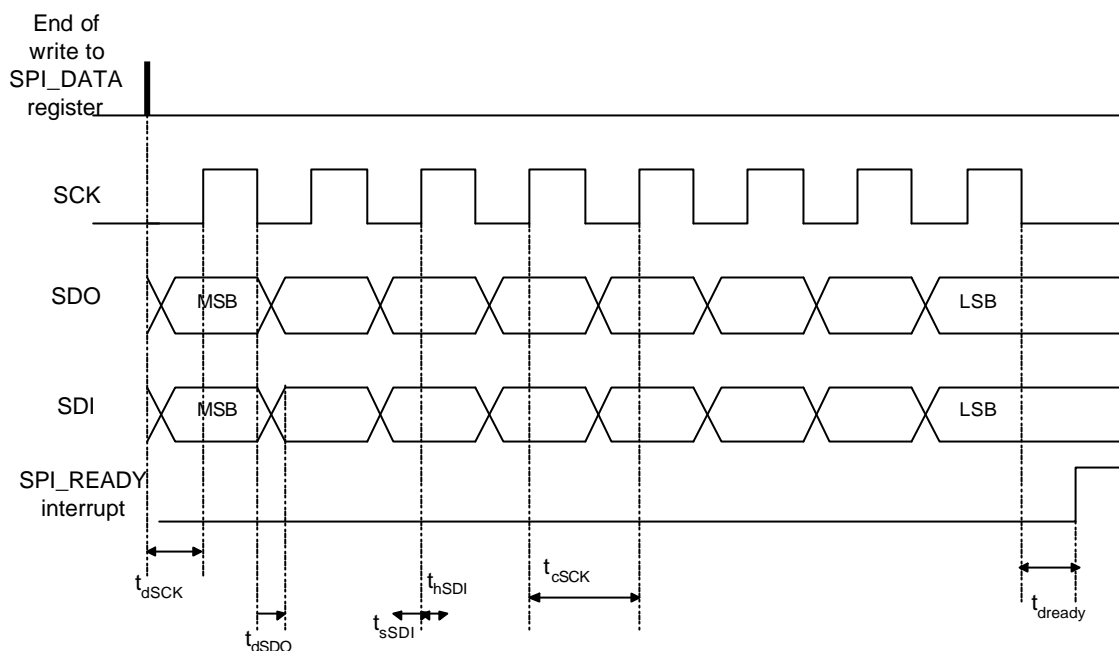 End of
write to
SPI_DATA
register
SCK
SDO
MSB
LSB
SDI
MSB
LSB
SPI_READY
interrupt
tdSCK
tdSDO
tsSDI
thSDI
tcSCK
tdready